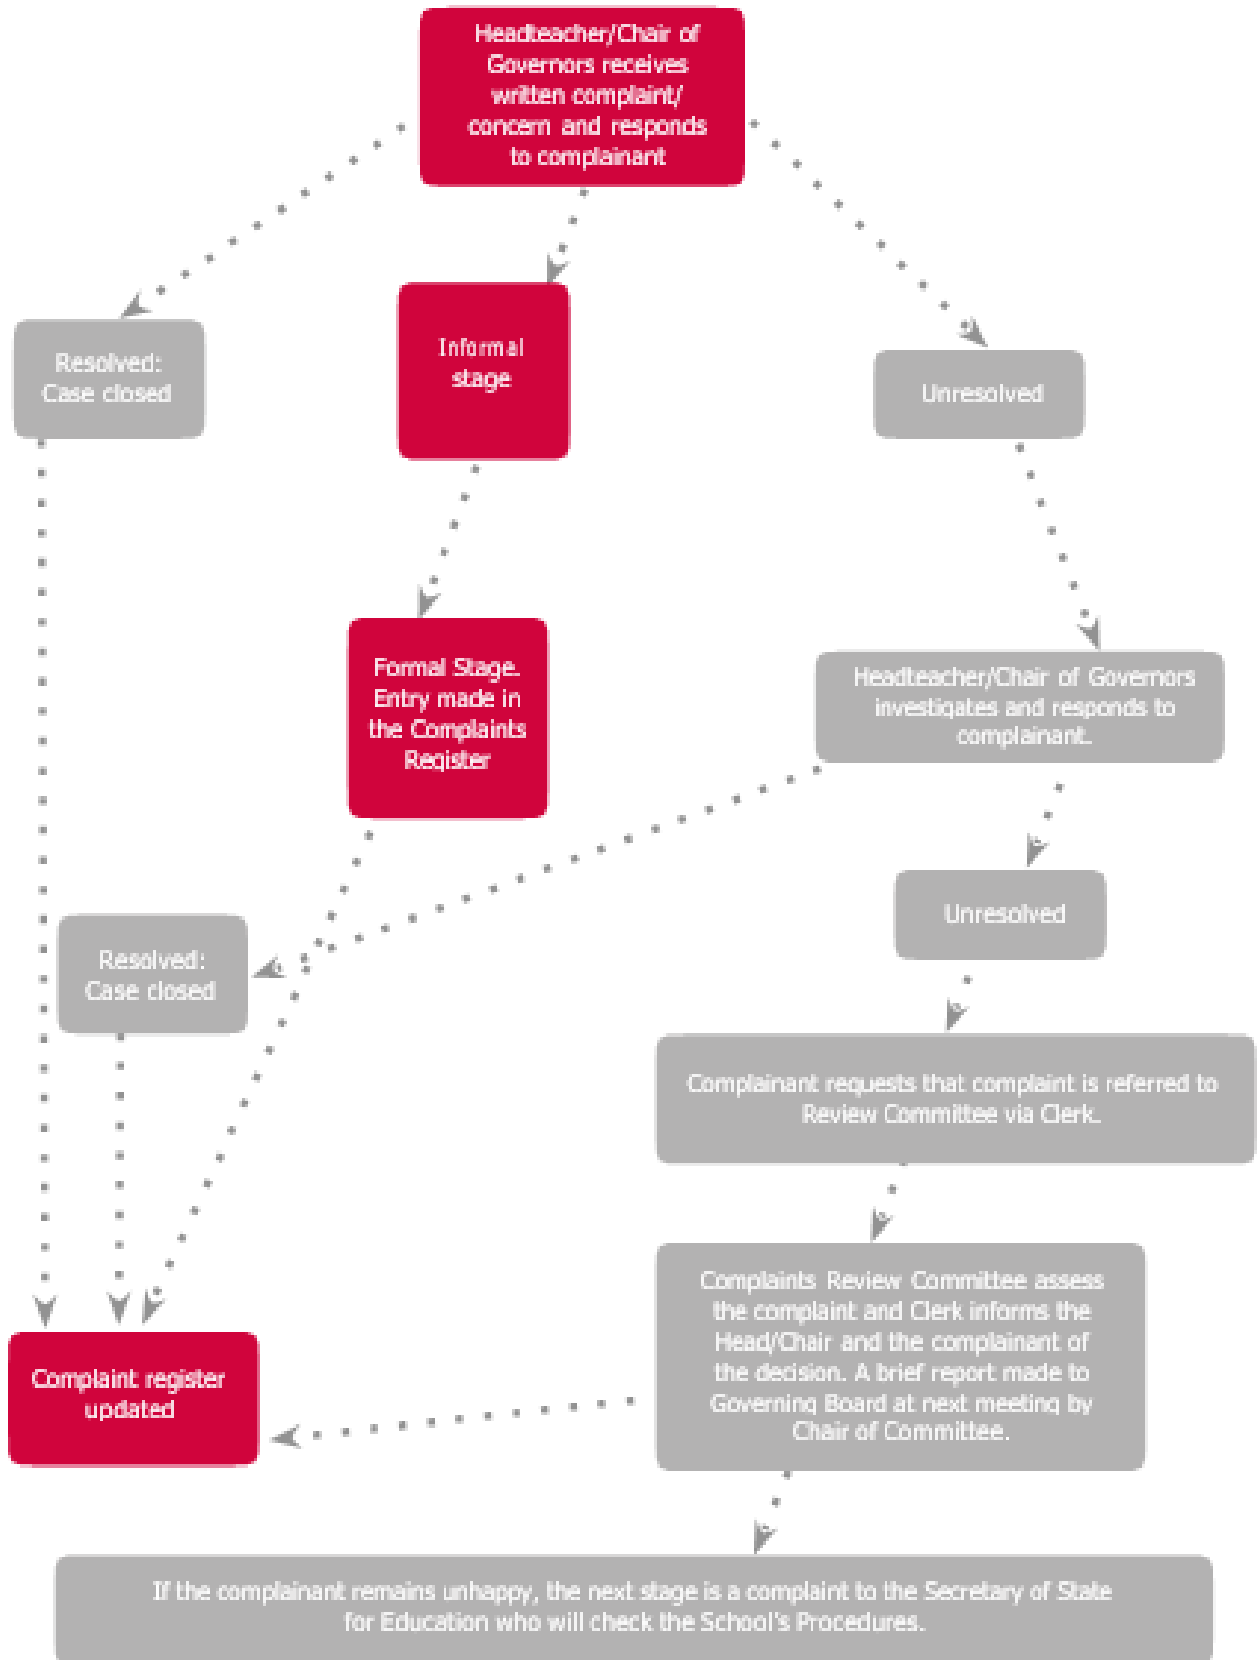 Headteacher/Chair of
Governors receives
written complaint/
concern and responds
to complainant
Resolved:
Case closed
Informal
stage
Unresolved
Formal Stage.
Entry made in
the Complaints
Register
Headteacher/Chair of Governors
investigates and responds to
complainant.
Unresolved
Resolved:
Case closed
Complainant requests that complaint is referred to
Review Committee via Clerk.
Complaints Review Committee assess
the complaint and Clerk informs the
Head/Chair and the complainant of
the decision. A brief report made to
Governing Board at next meeting by
Chair of Committee.
Complaint register
updated
If the complainant remains unhappy, the next stage is a complaint to the Secretary of State
for Education who will check the School's Procedures.